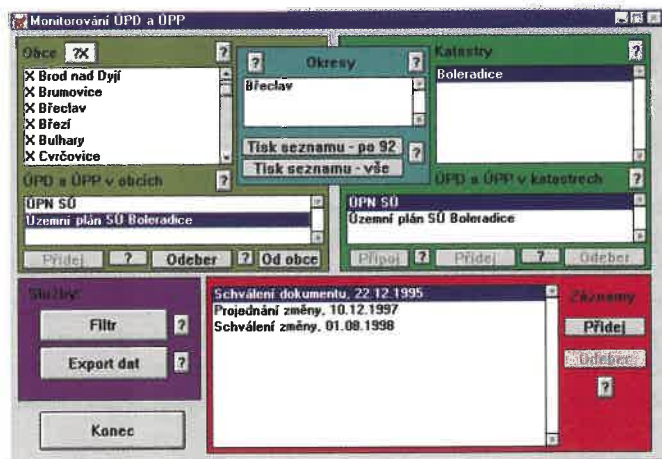 Monitorování ÚPD a ÚPP
Obce ?X ?
X Brod nad Dyjí
X Brumovice
X Břeclav
X Březí
X Bulhary
X Cvrčovice
? Okresy ?
Břeclav
Tisk seznamu - po 92
Tisk seznamu - vše
?
Katastry ?
Boleradice
ÚPD a ÚPP v obcích ?
ÚPN SÚ
Územní plán SÚ Boleradice
Přidej ? Odeber ? Od obce
ÚPD a ÚPP v katastrech ?
ÚPN SÚ
Územní plán SÚ Boleradice
Připoj ? Přidej ? Odeber
Služby:
Filtr ?
Export dat ?
Konec
Schválení dokumentu, 22.12.1995
Projednání změny, 10.12.1997
Schválení změny, 01.08.1998
Záznamy
Přidej
Odeber
?